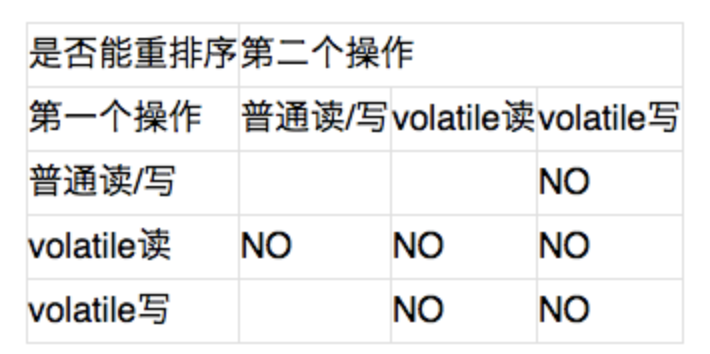 是否能重排序 第二个操作
第一个操作 普通读/写 volatile读 volatile写
普通读/写 NO
volatile读 NO NO NO
volatile写 NO NO